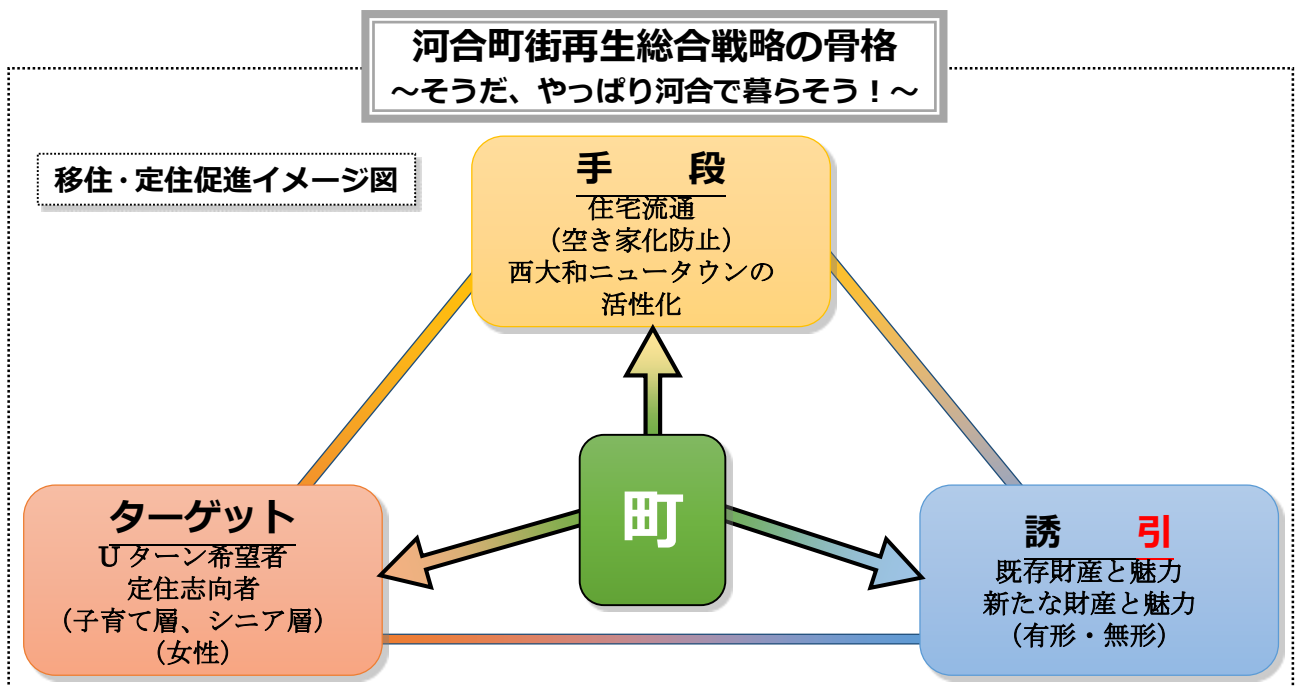 河合町街再生総合戦略の骨格
～そうだ、やっぱり河合で暮らそう！～
移住・定住促進イメージ図
手　　段
住宅流通
（空き家化防止）
西大和ニュータウンの
活性化
町
ターゲット
Ｕターン希望者
定住志向者
（子育て層、シニア層）
（女性）
誘　　引
既存財産と魅力
新たな財産と魅力
（有形・無形）